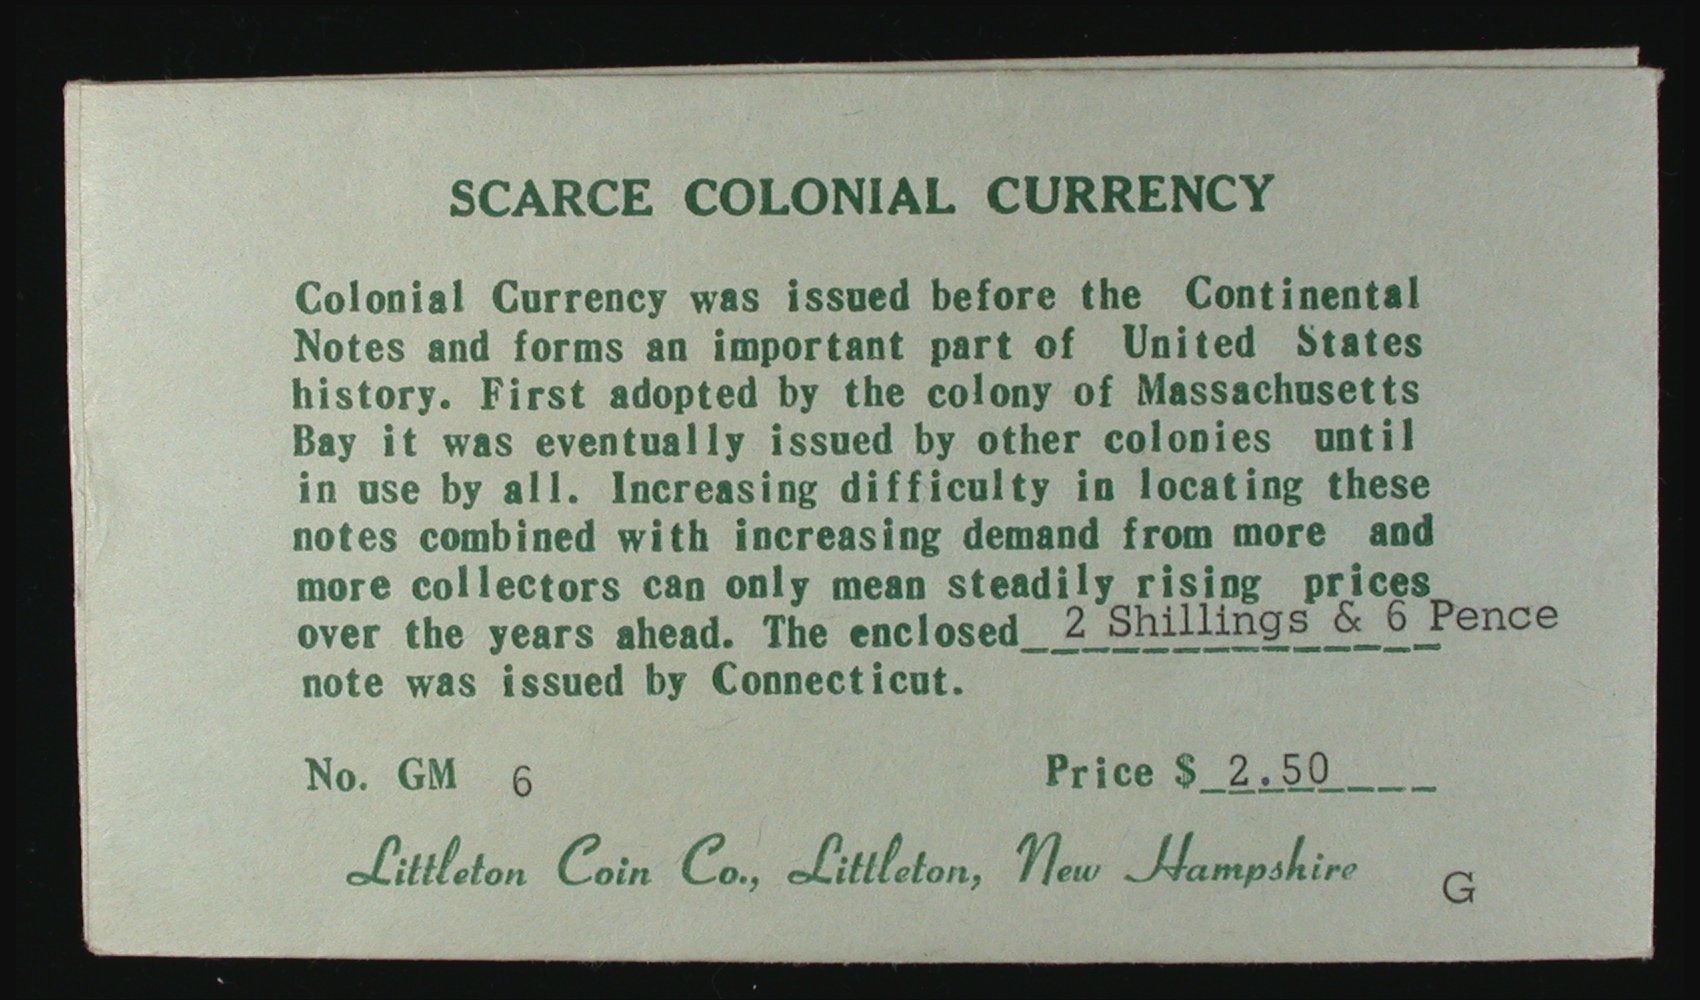 SCARCE COLONIAL CURRENCY
Colonial Currency was issued before the Continental
Notes and forms an important part of United States
history. First adopted by the colony of Massachusetts
Bay it was eventually issued by other colonies until
in use by all. Increasing difficulty in locating these
notes combined with increasing demand from more and
more collectors can only mean steadily rising prices
over the years ahead. The enclosed 2 Shillings & 6 Pence
note was issued by Connecticut.
No. GM 6 Price $ 2.50
Littleton Coin Co., Littleton, New Hampshire
G